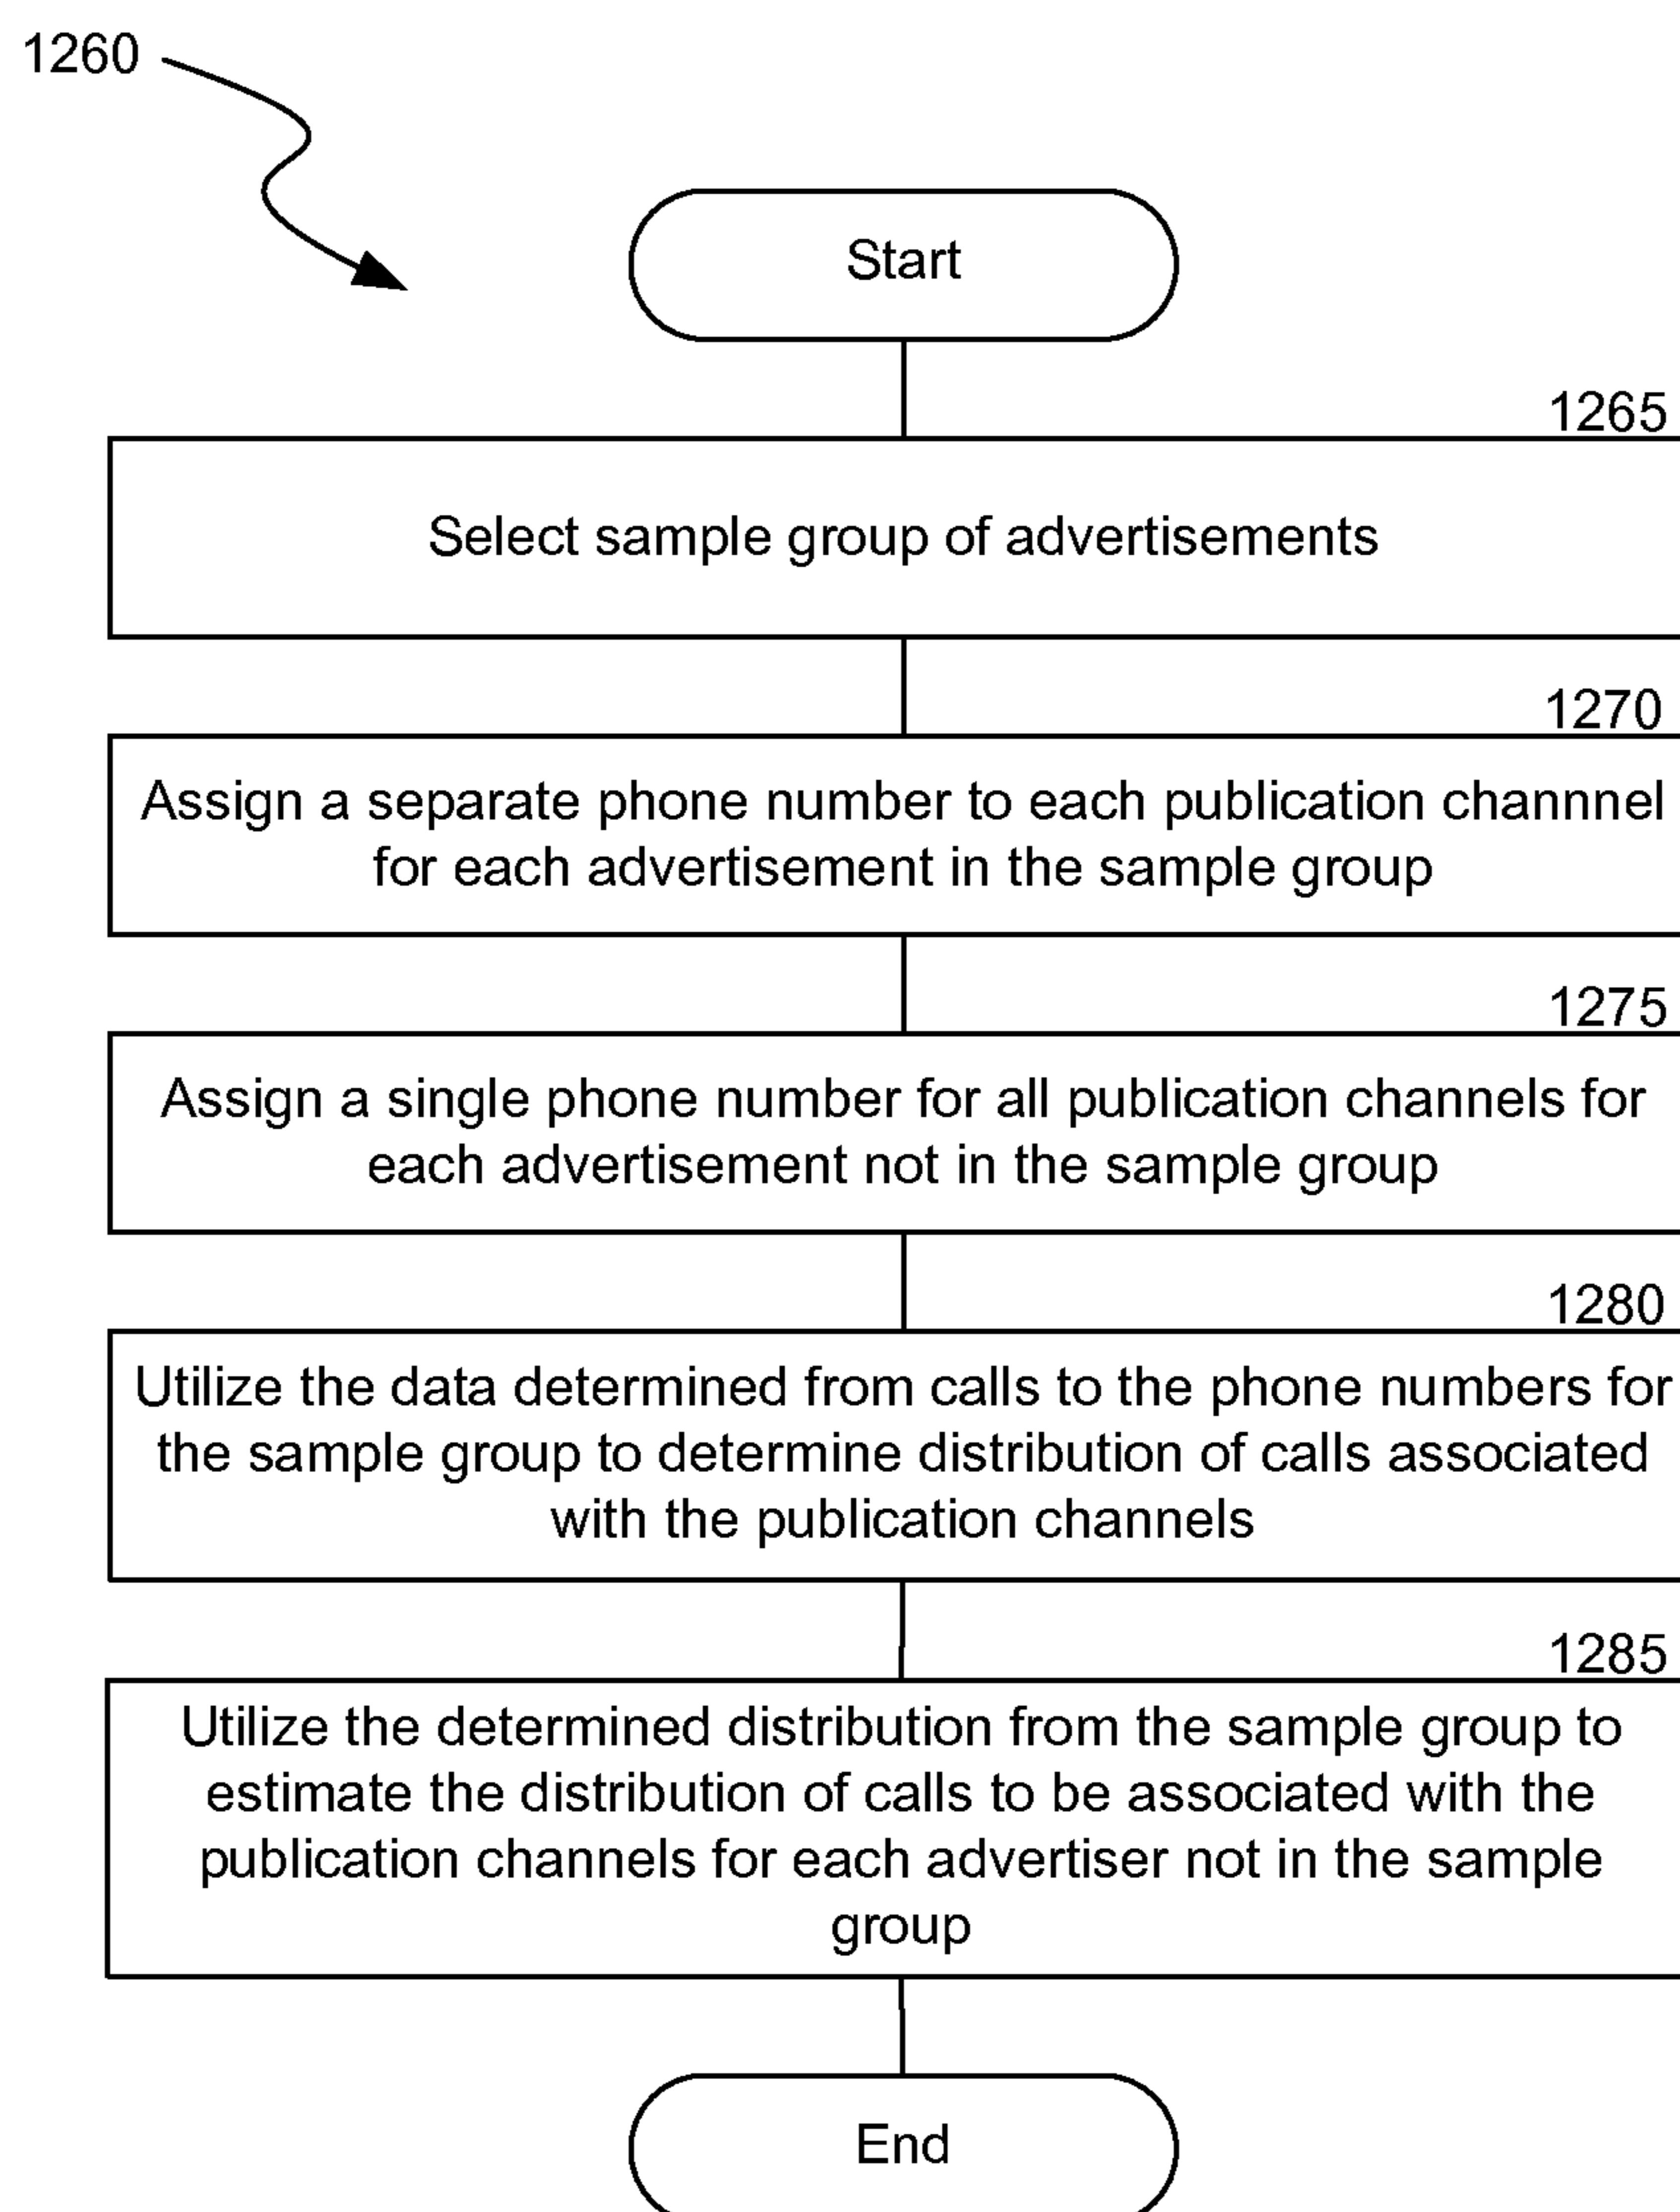 1260
Start
1265
Select sample group of advertisements
1270
Assign a separate phone number to each publication channnel
for each advertisement in the sample group
1275
Assign a single phone number for all publication channels for
each advertisement not in the sample group
1280
Utilize the data determined from calls to the phone numbers for
the sample group to determine distribution of calls associated
with the publication channels
1285
Utilize the determined distribution from the sample group to
estimate the distribution of calls to be associated with the
publication channels for each advertiser not in the sample
group
End